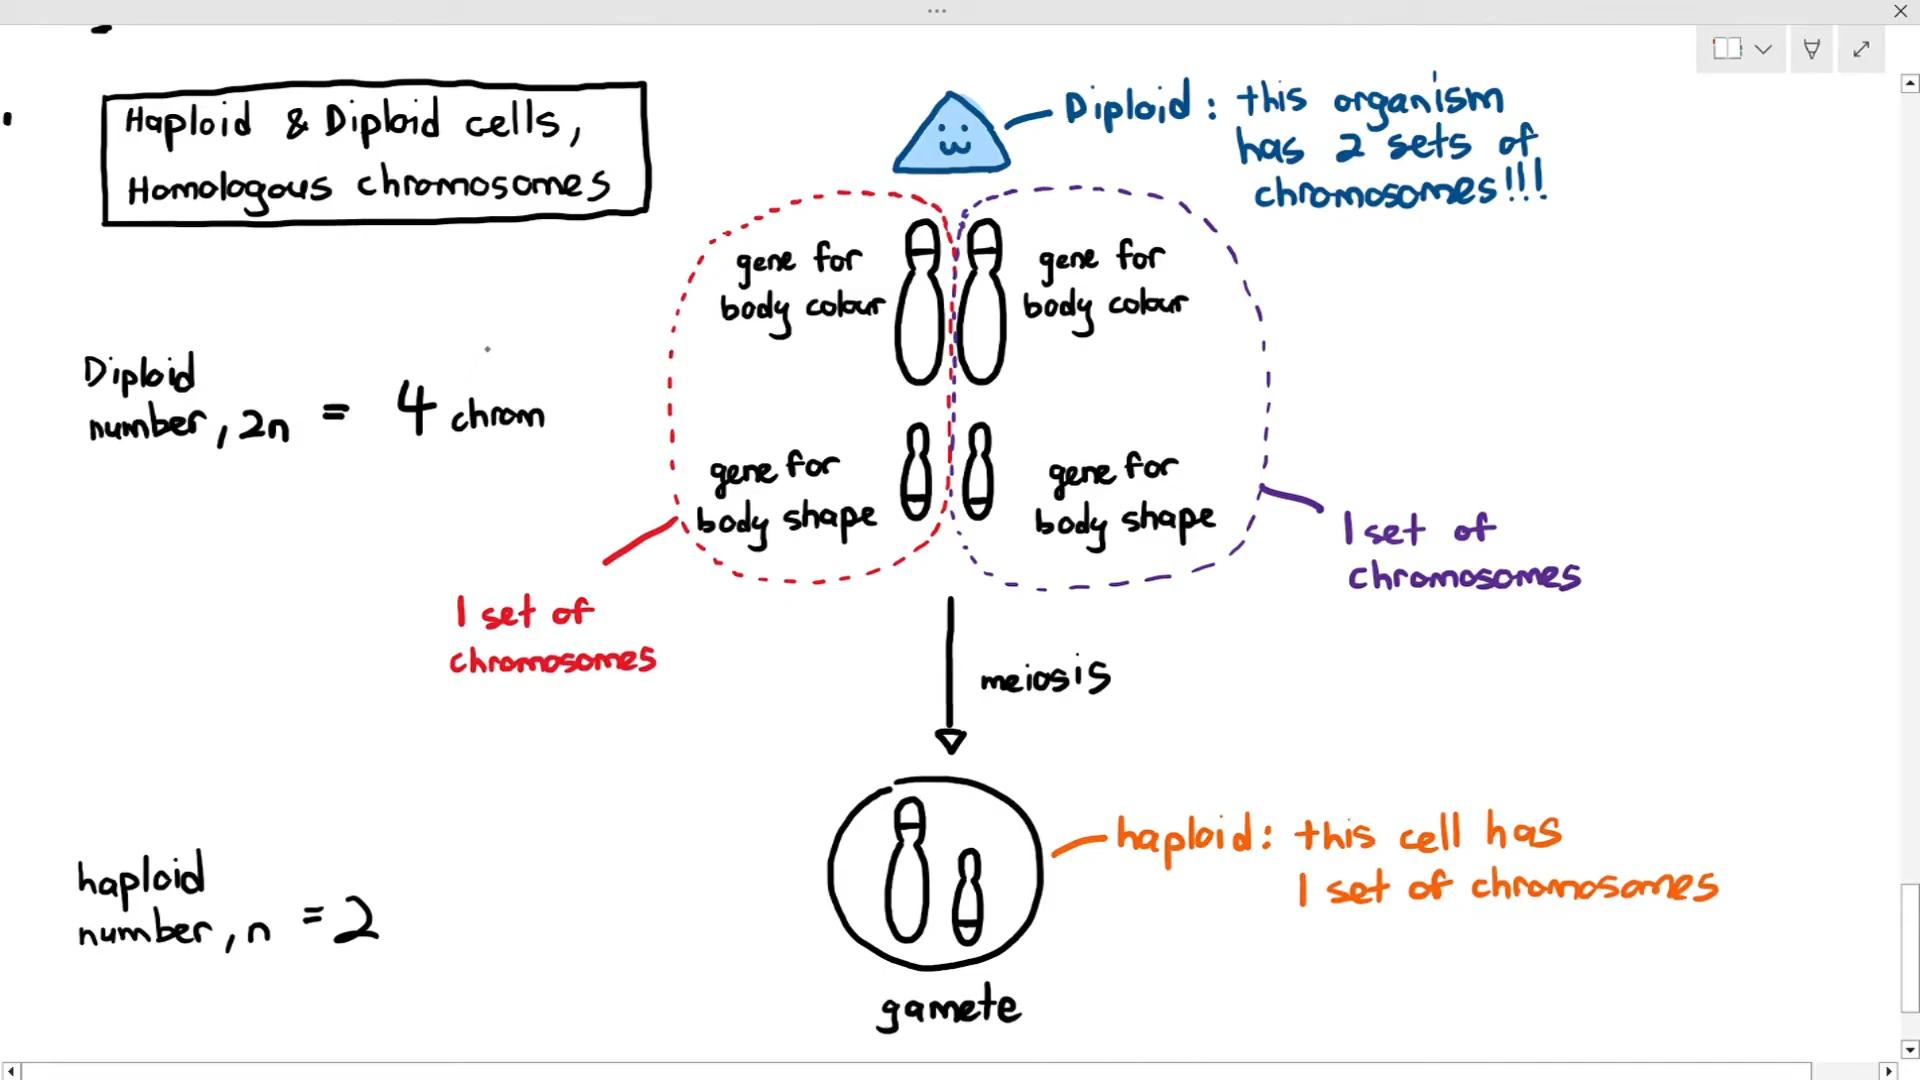 Haploid & Diploid cells,
Homologous chromosomes
Diploid : this organism
has 2 sets of
chromosomes!!!
gene for
body colour
gene for
body colour
Diploid
number, 2n = 4 chrom
gene for
body shape
gene for
body shape
1 set of
chromosomes
1 set of
chromosomes
meiosis
haploid
number, n = 2
haploid: this cell has
1 set of chromosomes
gamete